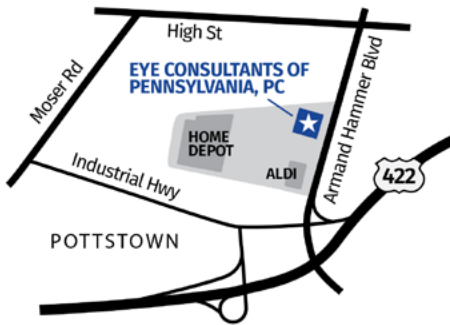 High St
Moser Rd
Armand Hammer Blvd
EYE CONSULTANTS OF
PENNSYLVANIA, PC
HOME
DEPOT
ALDI
Industrial Hwy
422
POTTSTOWN